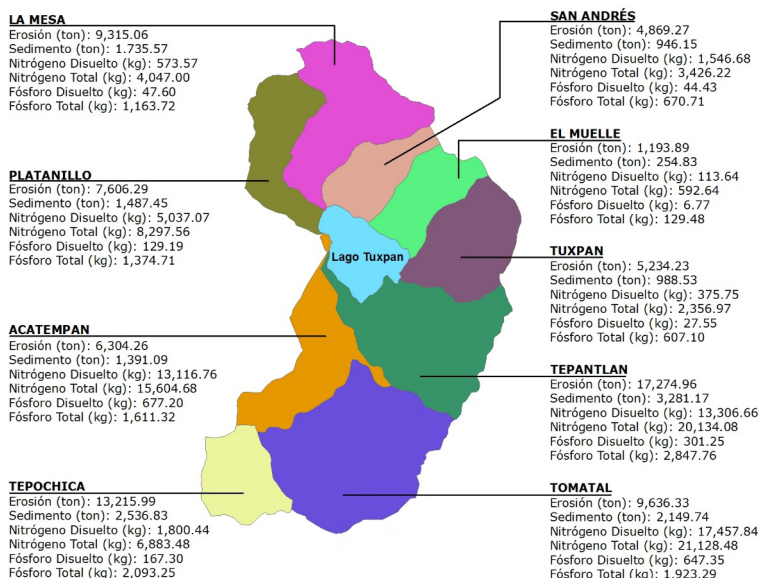 LA MESA
Erosión (ton): 9,315.06
Sedimento (ton): 1.735.57
Nitrógeno Disuelto (kg): 573.57
Nitrógeno Total (kg): 4,047.00
Fósforo Disuelto (kg): 47.60
Fósforo Total (kg): 1,163.72
PLATANILLO
Erosión (ton): 7,606.29
Sedimento (ton): 1,487.45
Nitrógeno Disuelto (kg): 5,037.07
Nitrógeno Total (kg): 8,297.56
Fósforo Disuelto (kg): 129.19
Fósforo Total (kg): 1,374.71
ACATEMPAN
Erosión (ton): 6,304.26
Sedimento (ton): 1,391.09
Nitrógeno Disuelto (kg): 13,116.76
Nitrógeno Total (kg): 15,604.68
Fósforo Disuelto (kg): 677.20
Fósforo Total (kg): 1,611.32
TEPOCHICA
Erosión (ton): 13,215.99
Sedimento (ton): 2,536.83
Nitrógeno Disuelto (kg): 1,800.44
Nitrógeno Total (kg): 6,883.48
Fósforo Disuelto (kg): 167.30
Fósforo Total (kg): 2,093.25
Lago Tuxpan
SAN ANDRÉS
Erosión (ton): 4,869.27
Sedimento (ton): 946.15
Nitrógeno Disuelto (kg): 1,546.68
Nitrógeno Total (kg): 3,426.22
Fósforo Disuelto (kg): 44.43
Fósforo Total (kg): 670.71
EL MUELLE
Erosión (ton): 1,193.89
Sedimento (ton): 254.83
Nitrógeno Disuelto (kg): 113.64
Nitrógeno Total (kg): 592.64
Fósforo Disuelto (kg): 6.77
Fósforo Total (kg): 129.48
TUXPAN
Erosión (ton): 5,234.23
Sedimento (ton): 988.53
Nitrógeno Disuelto (kg): 375.75
Nitrógeno Total (kg): 2,356.97
Fósforo Disuelto (kg): 27.55
Fósforo Total (kg): 607.10
TEPANTLAN
Erosión (ton): 17,274.96
Sedimento (ton): 3,281.17
Nitrógeno Disuelto (kg): 13,306.66
Nitrógeno Total (kg): 20,134.08
Fósforo Disuelto (kg): 301.25
Fósforo Total (kg): 2,847.76
TOMATAL
Erosión (ton): 9,636.33
Sedimento (ton): 2,149.74
Nitrógeno Disuelto (kg): 17,457.84
Nitrógeno Total (kg): 21,128.48
Fósforo Disuelto (kg): 647.35
Fósforo Total (kg): 1,923.29